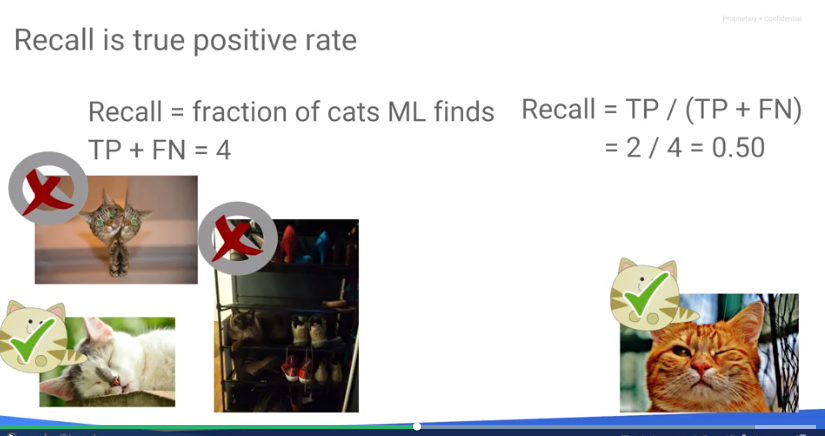 Proprietary + Confidential
Recall is true positive rate
Recall = fraction of cats ML finds
TP + FN = 4
Recall = TP / (TP + FN)
= 2 / 4 = 0.50